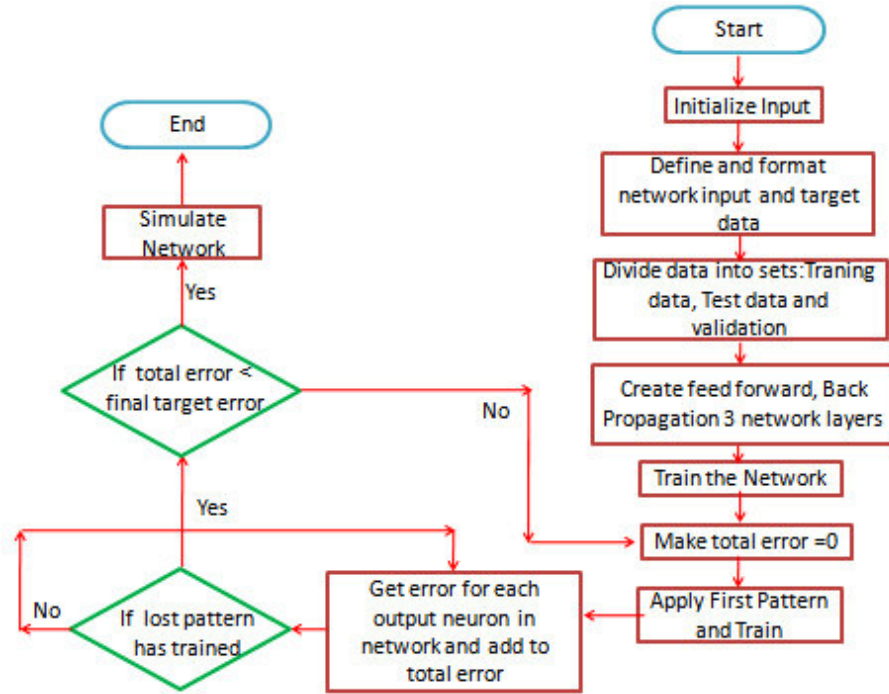 Start
Initialize Input
Define and format
network input and target
data
Divide data into sets:Traning
data, Test data and
validation
Create feed forward, Back
Propagation 3 network layers
Train the Network
Make total error =0
Apply First Pattern
and Train
Get error for each
output neuron in
network and add to
total error
If lost pattern
has trained
No
Yes
If total error <
final target error
No
Yes
Simulate
Network
End